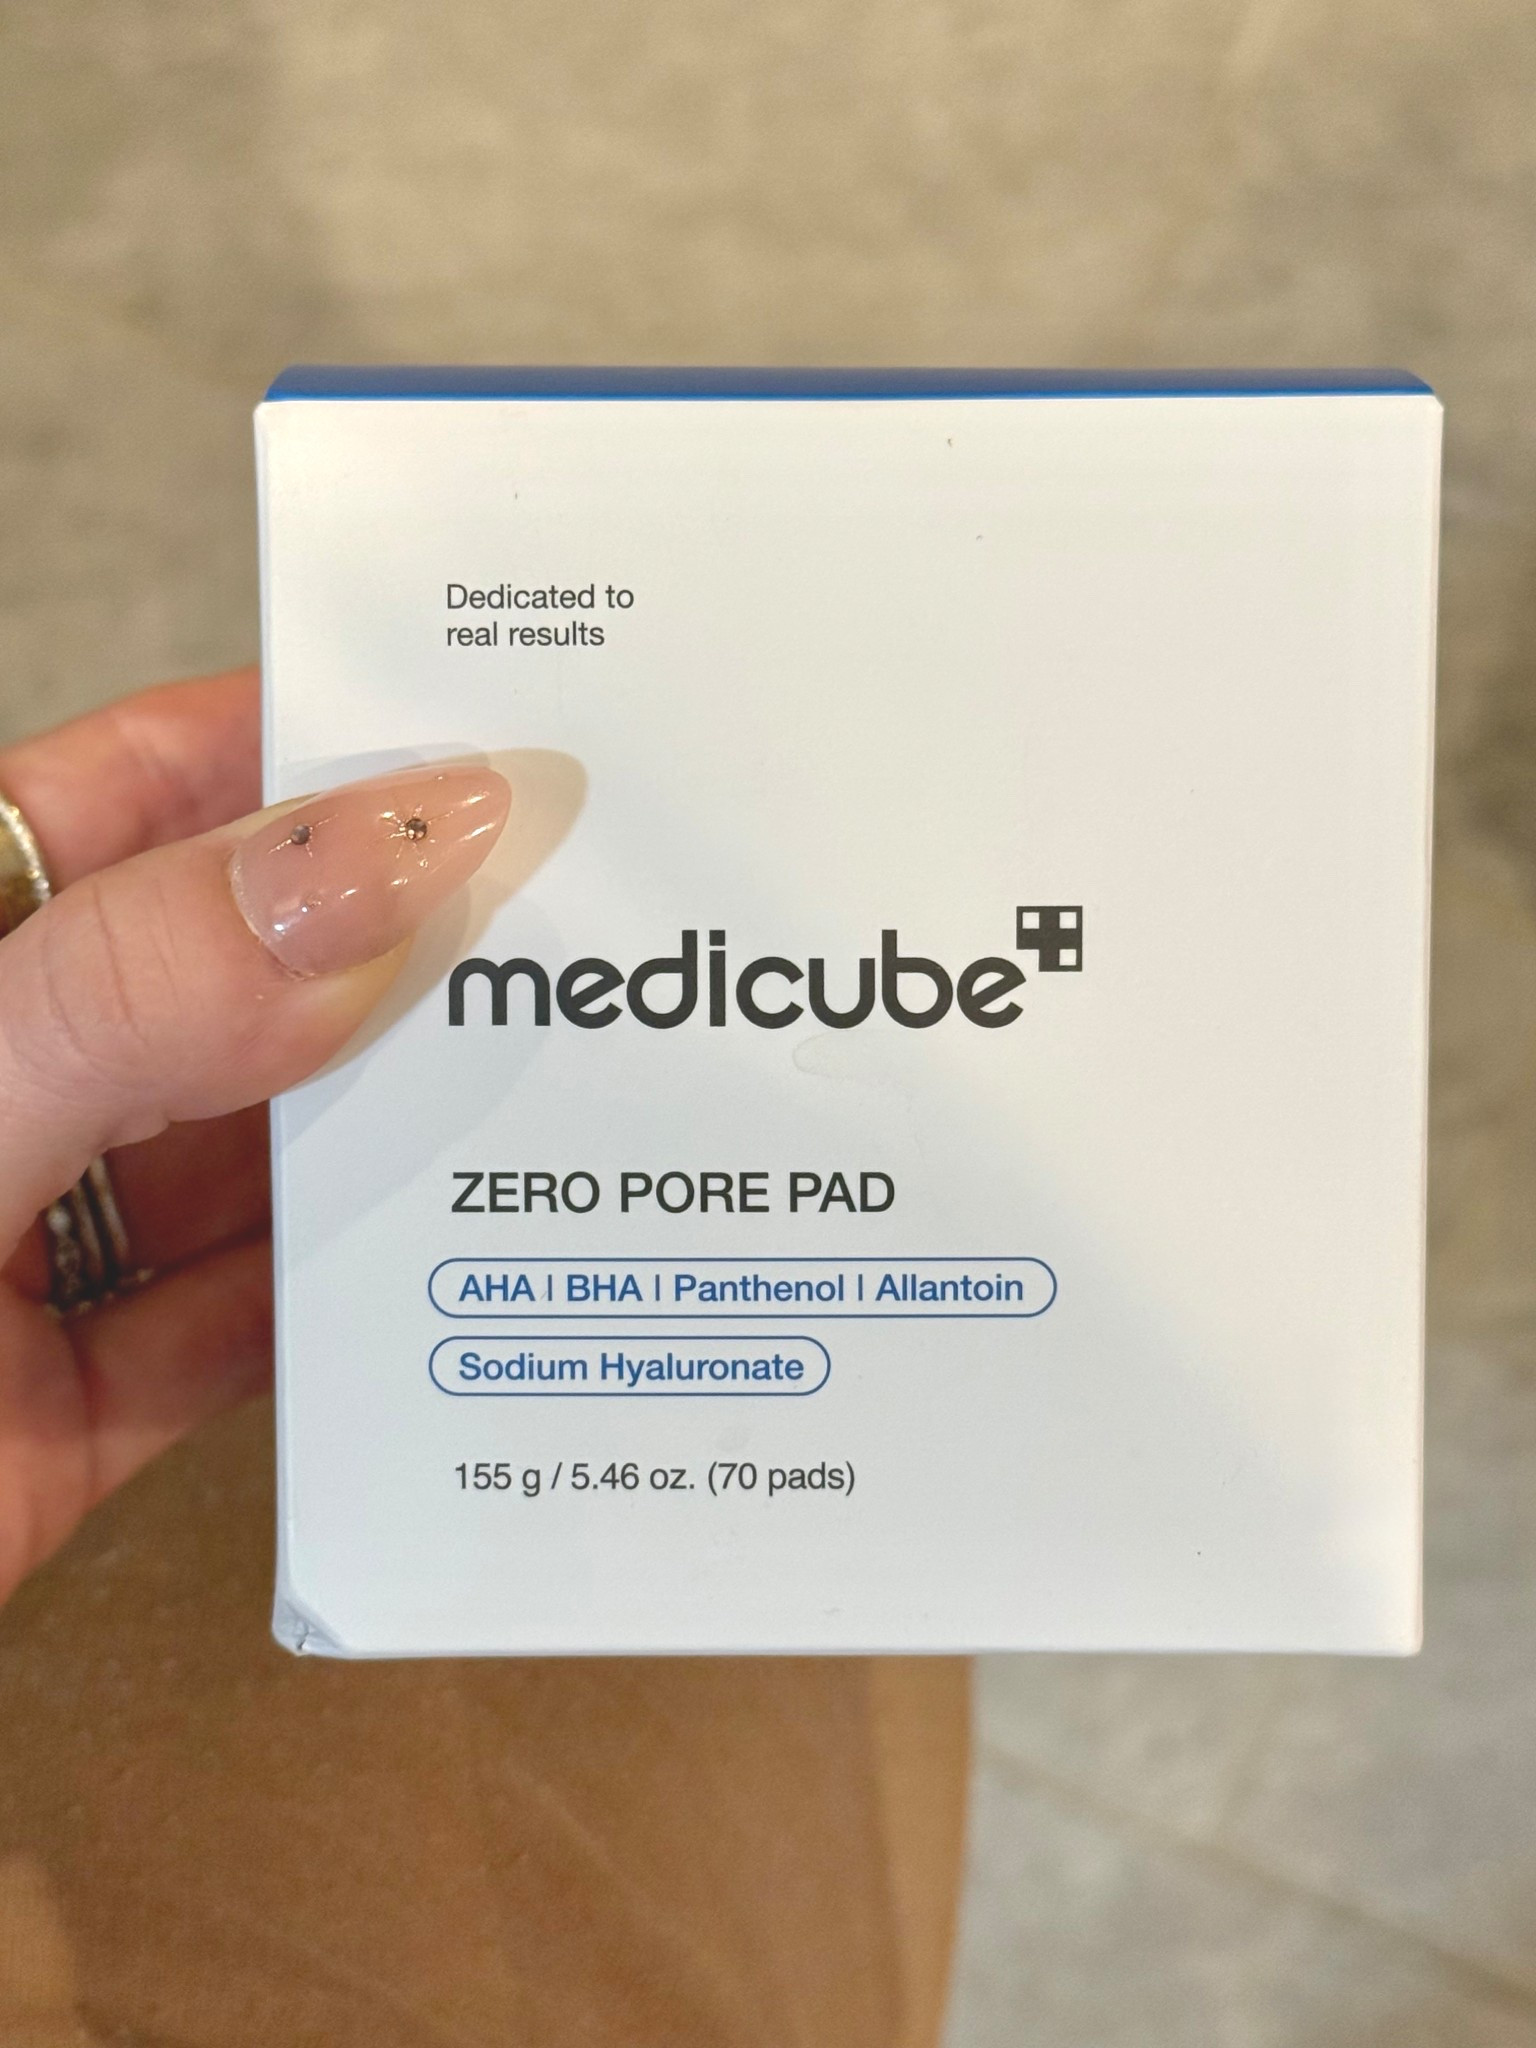 Dedicated to
real results
medicube
ZERO PORE PAD
AHA | BHA | Panthenol | Allantoin
Sodium Hyaluronate
155 g / 5.46 oz. (70 pads)